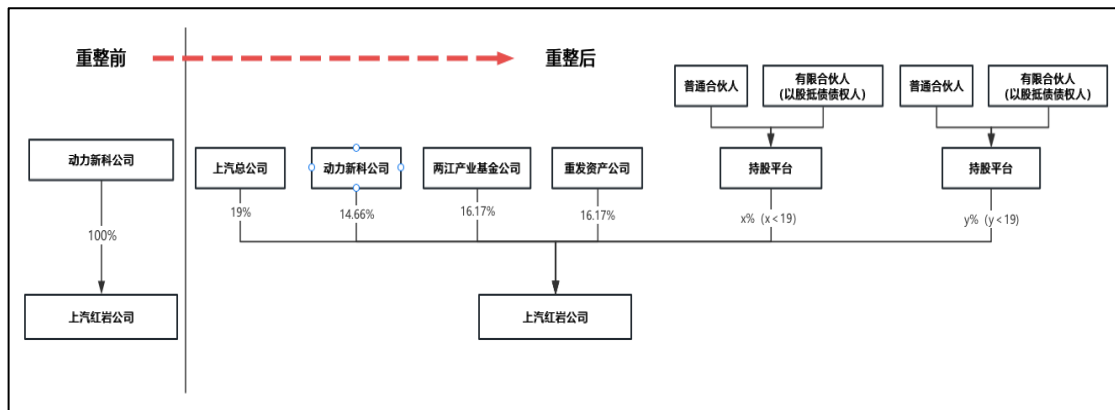 重整前
重整后
普通合伙人
有限合伙人
(以股抵债债权人)
普通合伙人
有限合伙人
(以股抵债债权人)
动力新科公司
上汽总公司
动力新科公司
两江产业基金公司
重发资产公司
持股平台
持股平台
100%
19%
14.66%
16.17%
16.17%
x% (x<19)
y% (y<19)
上汽红岩公司
上汽红岩公司